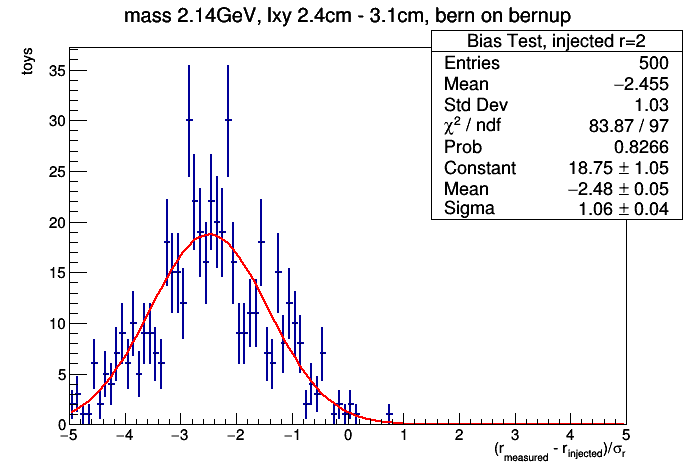 mass 2.14GeV, lxy 2.4cm - 3.1cm, bern on bernup
toys
Bias Test, injected r=2
Entries 500
Mean −2.455
Std Dev 1.03
χ² / ndf 83.87 / 97
Prob 0.8266
Constant 18.75 ± 1.05
Mean −2.48 ± 0.05
Sigma 1.06 ± 0.04
35
30
25
20
15
10
5
0
−5 −4 −3 −2 −1 0 1 2 3 4 5
(r_measured - r_injected)/σ_r